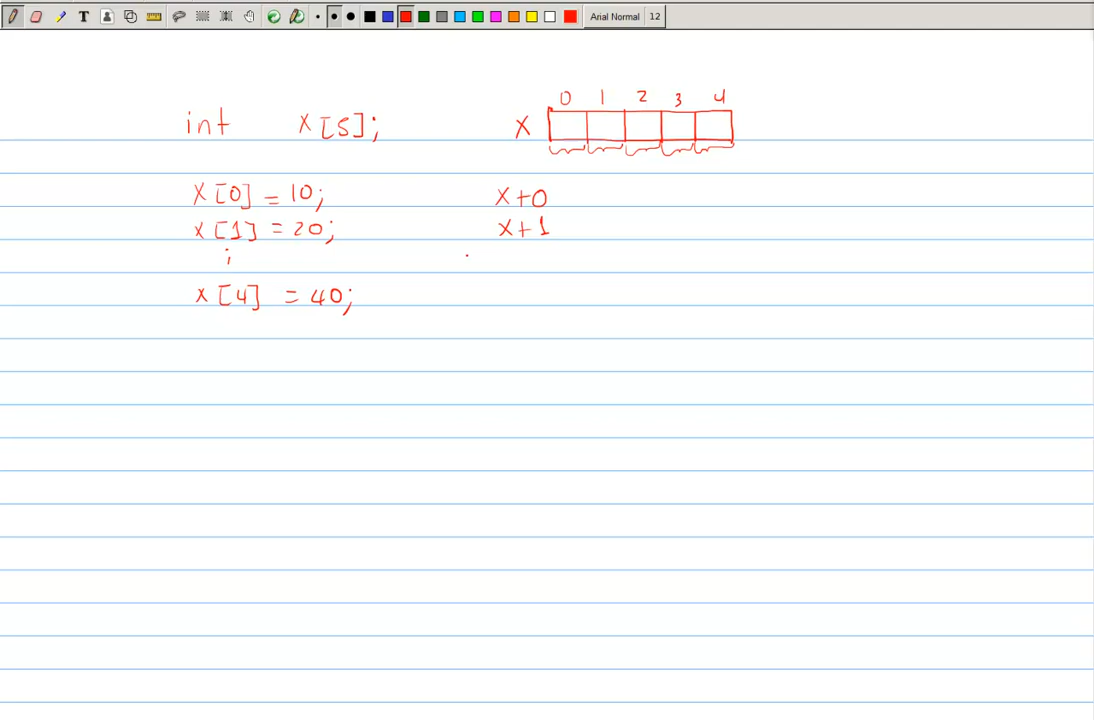 Arial Normal 12
0 1 2 3 4
int x[5]; x
x[0] = 10; x+0
x[1] = 20; x+1
:
x[4] = 40;